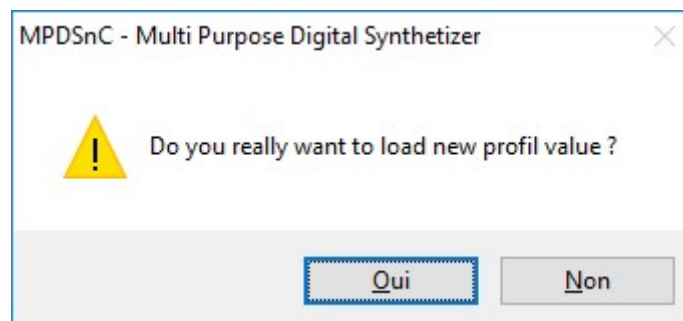 MPDSnC - Multi Purpose Digital Synthetizer
Do you really want to load new profil value ?
Oui
Non